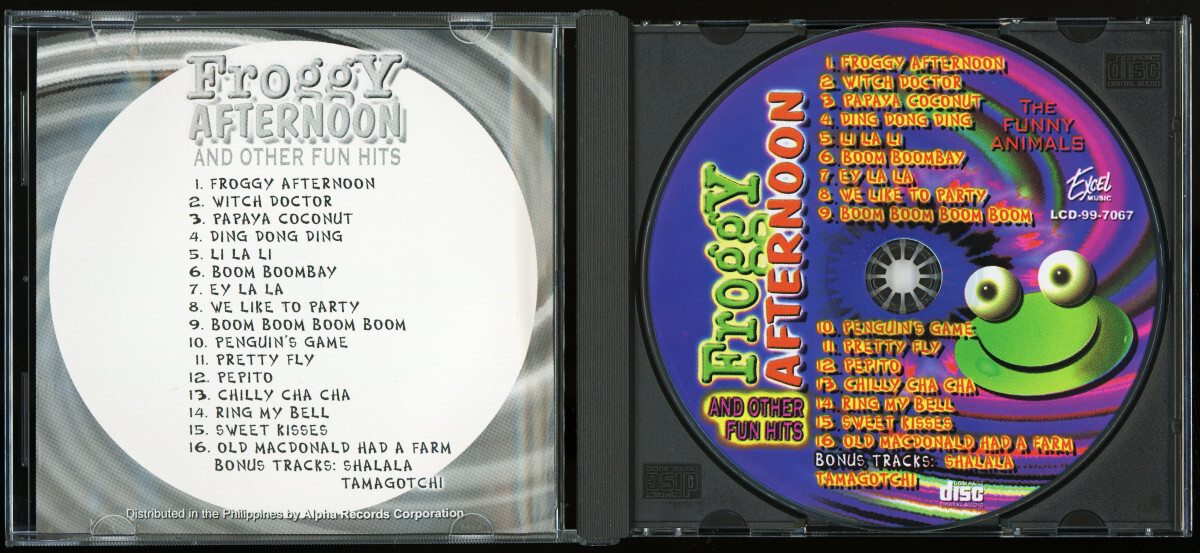 FroggY
AFTERNOON
AND OTHER FUN HITS
1. FROGGY AFTERNOON
2. WITCH DOCTOR
3. PAPAYA COCONUT
4. DING DONG DING
5. LI LA LI
6. BOOM BOOMBAY
7. EY LA LA
8. WE LIKE TO PARTY
9. BOOM BOOM BOOM BOOM
10. PENGUIN'S GAME
11. PRETTY FLY
12. PEPITO
13. CHILLY CHA CHA
14. RING MY BELL
15. SWEET KISSES
16. OLD MACDONALD HAD A FARM
BONUS TRACKS: SHALALA
TAMAGOTCHI
Distributed in the Philippines by Alpha Records Corporation
FroggY
AFTERNOON
AND OTHER
FUN HITS
1. FROGGY AFTERNOON
2. WITCH DOCTOR
3. PAPAYA COCONUT
4. DING DONG DING
5. LI LA LI
6. BOOM BOOMBAY
7. EY LA LA
8. WE LIKE TO PARTY
9. BOOM BOOM BOOM BOOM
THE
FUNNY
ANIMALS
EXCEL
MUSIC
LCD-99-7067
10. PENGUIN'S GAME
11. PRETTY FLY
12. PEPITO
13. CHILLY CHA CHA
14. RING MY BELL
15. SWEET KISSES
16. OLD MACDONALD HAD A FARM
BONUS TRACKS: SHALALA
TAMAGOTCHI
COMPACT
disc
DIGITAL AUDIO
COMPACT
disc
DIGITAL AUDIO
COMPACT
disc
DIGITAL AUDIO